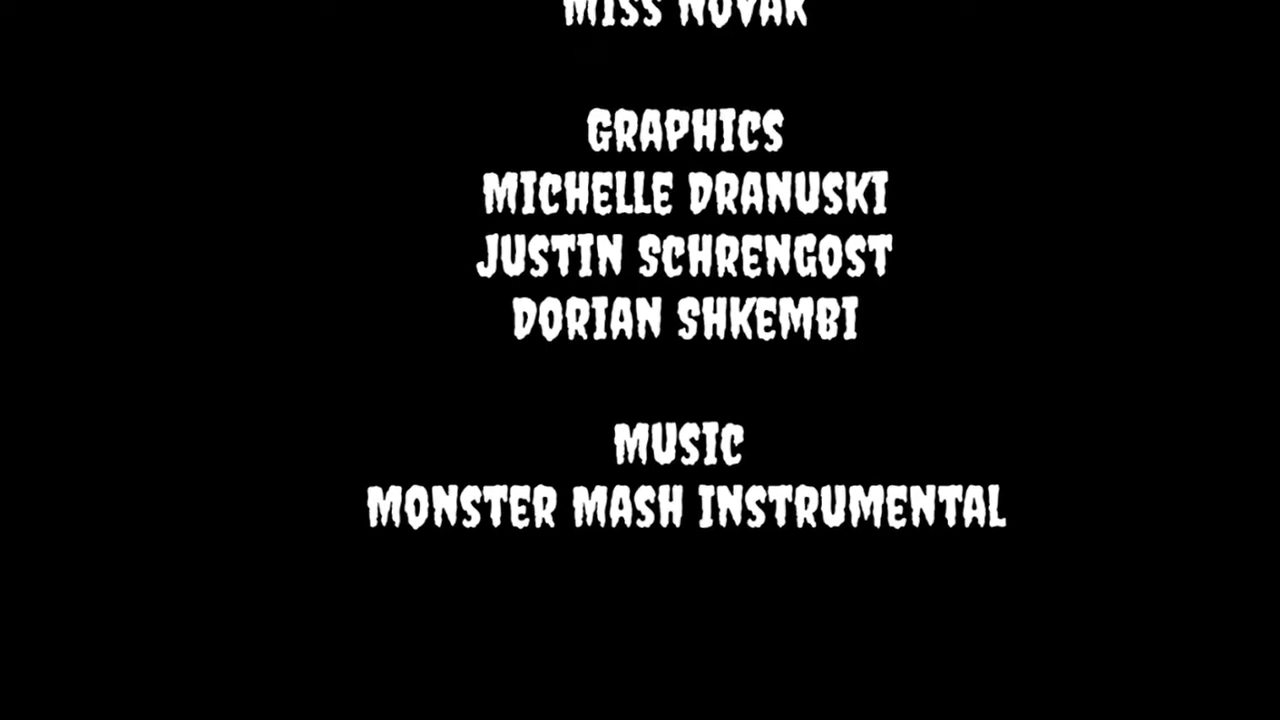 MISS NOVAK
GRAPHICS
MICHELLE DRANUSKI
JUSTIN SCHRENGOST
DORIAN SHKEMBI
MUSIC
MONSTER MASH INSTRUMENTAL